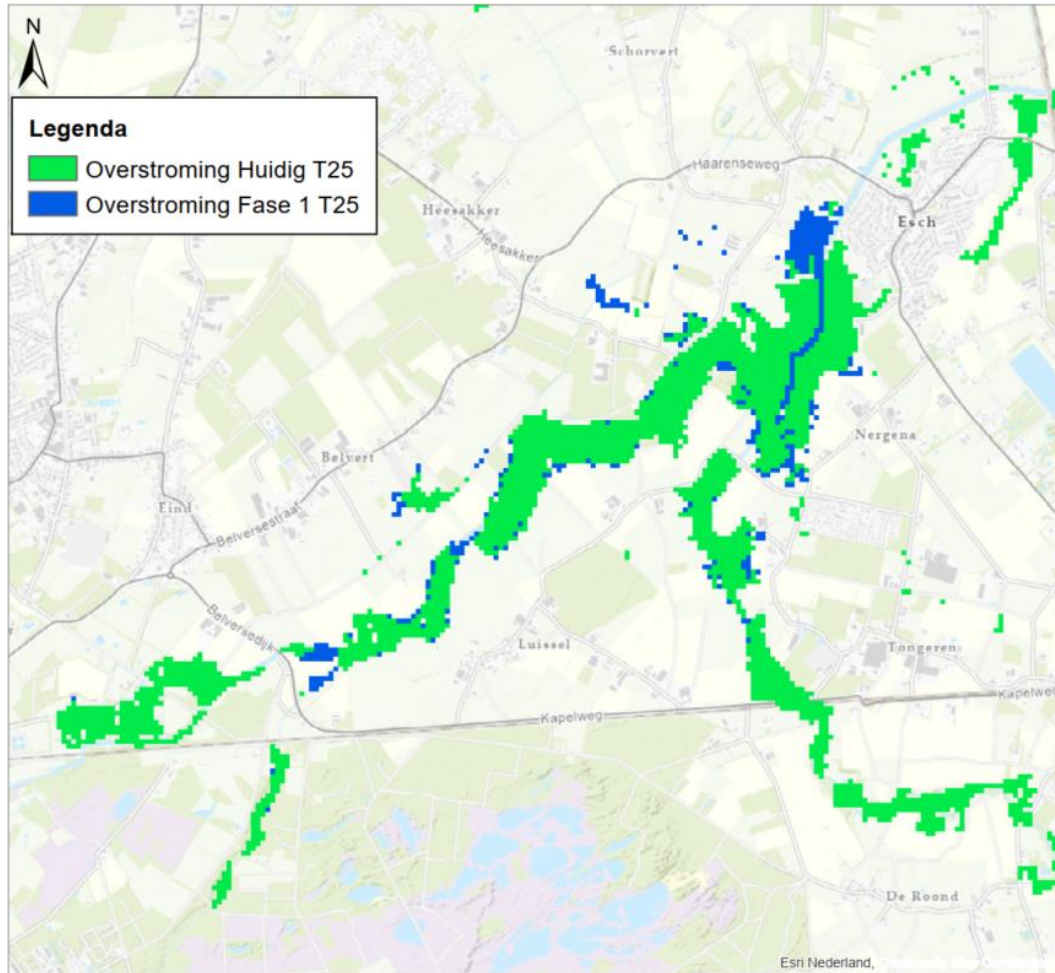 N
Schorvert
Legenda
Overstroming Huidig T25
Overstroming Fase 1 T25
Haarenseweg
Heesakker
Esch
Heesakker
Nergena
Belvert
Eind
Belversestraat
Belversedijk
Luissel
Tongeren
Kapelweg
Kapelweg
De Roond
Esri Nederland,